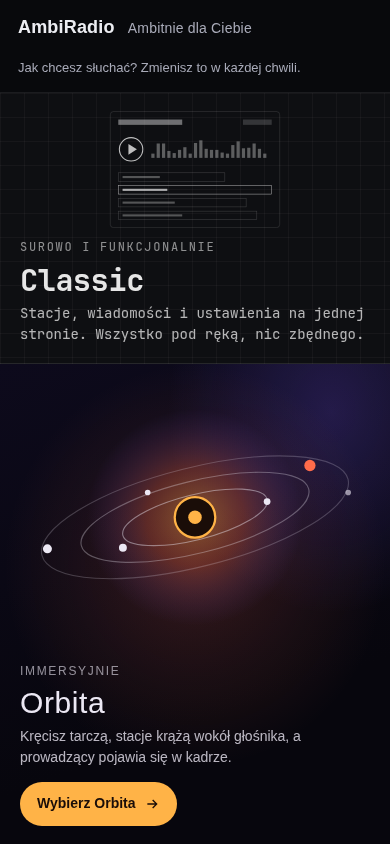 AmbiRadio Ambitnie dla Ciebie
Jak chcesz słuchać? Zmienisz to w każdej chwili.
SUROWO I FUNKCJONALNIE
Classic
Stacje, wiadomości i ustawienia na jednej
stronie. Wszystko pod ręką, nic zbędnego.
IMMERSYJNIE
Orbita
Kręcisz tarczą, stacje krążą wokół głośnika, a
prowadzący pojawia się w kadrze.
Wybierz Orbita →